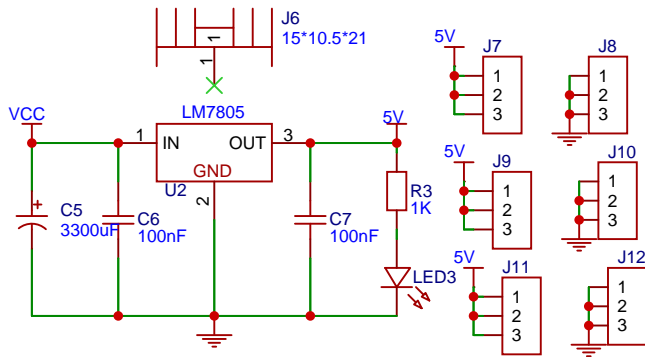 J6
15*10.5*21
1
1
VCC
LM7805
1
IN
OUT
3
GND
U2
2
5V
C5
3300uF
C6
100nF
C7
100nF
R3
1K
LED3
5V
J7
1
2
3
J8
1
2
3
5V
J9
1
2
3
J10
1
2
3
5V
J11
1
2
3
J12
1
2
3